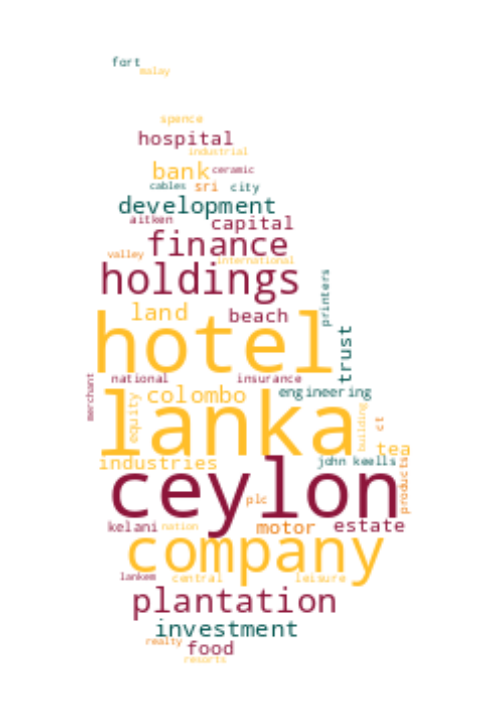 fort
malay
spence
hospital
industrial
bank ceramic
cables sri city
development
aitken capital
finance
valley international
holdings
printers
land beach
hotel
trust
national insurance
merchant
colombo engineering
equity
lanka
building
ct
tea
industries john keells
products
ceylon
plc
kelani nation motor estate
company
lankem central leisure
plantation
investment
realty food
resorts